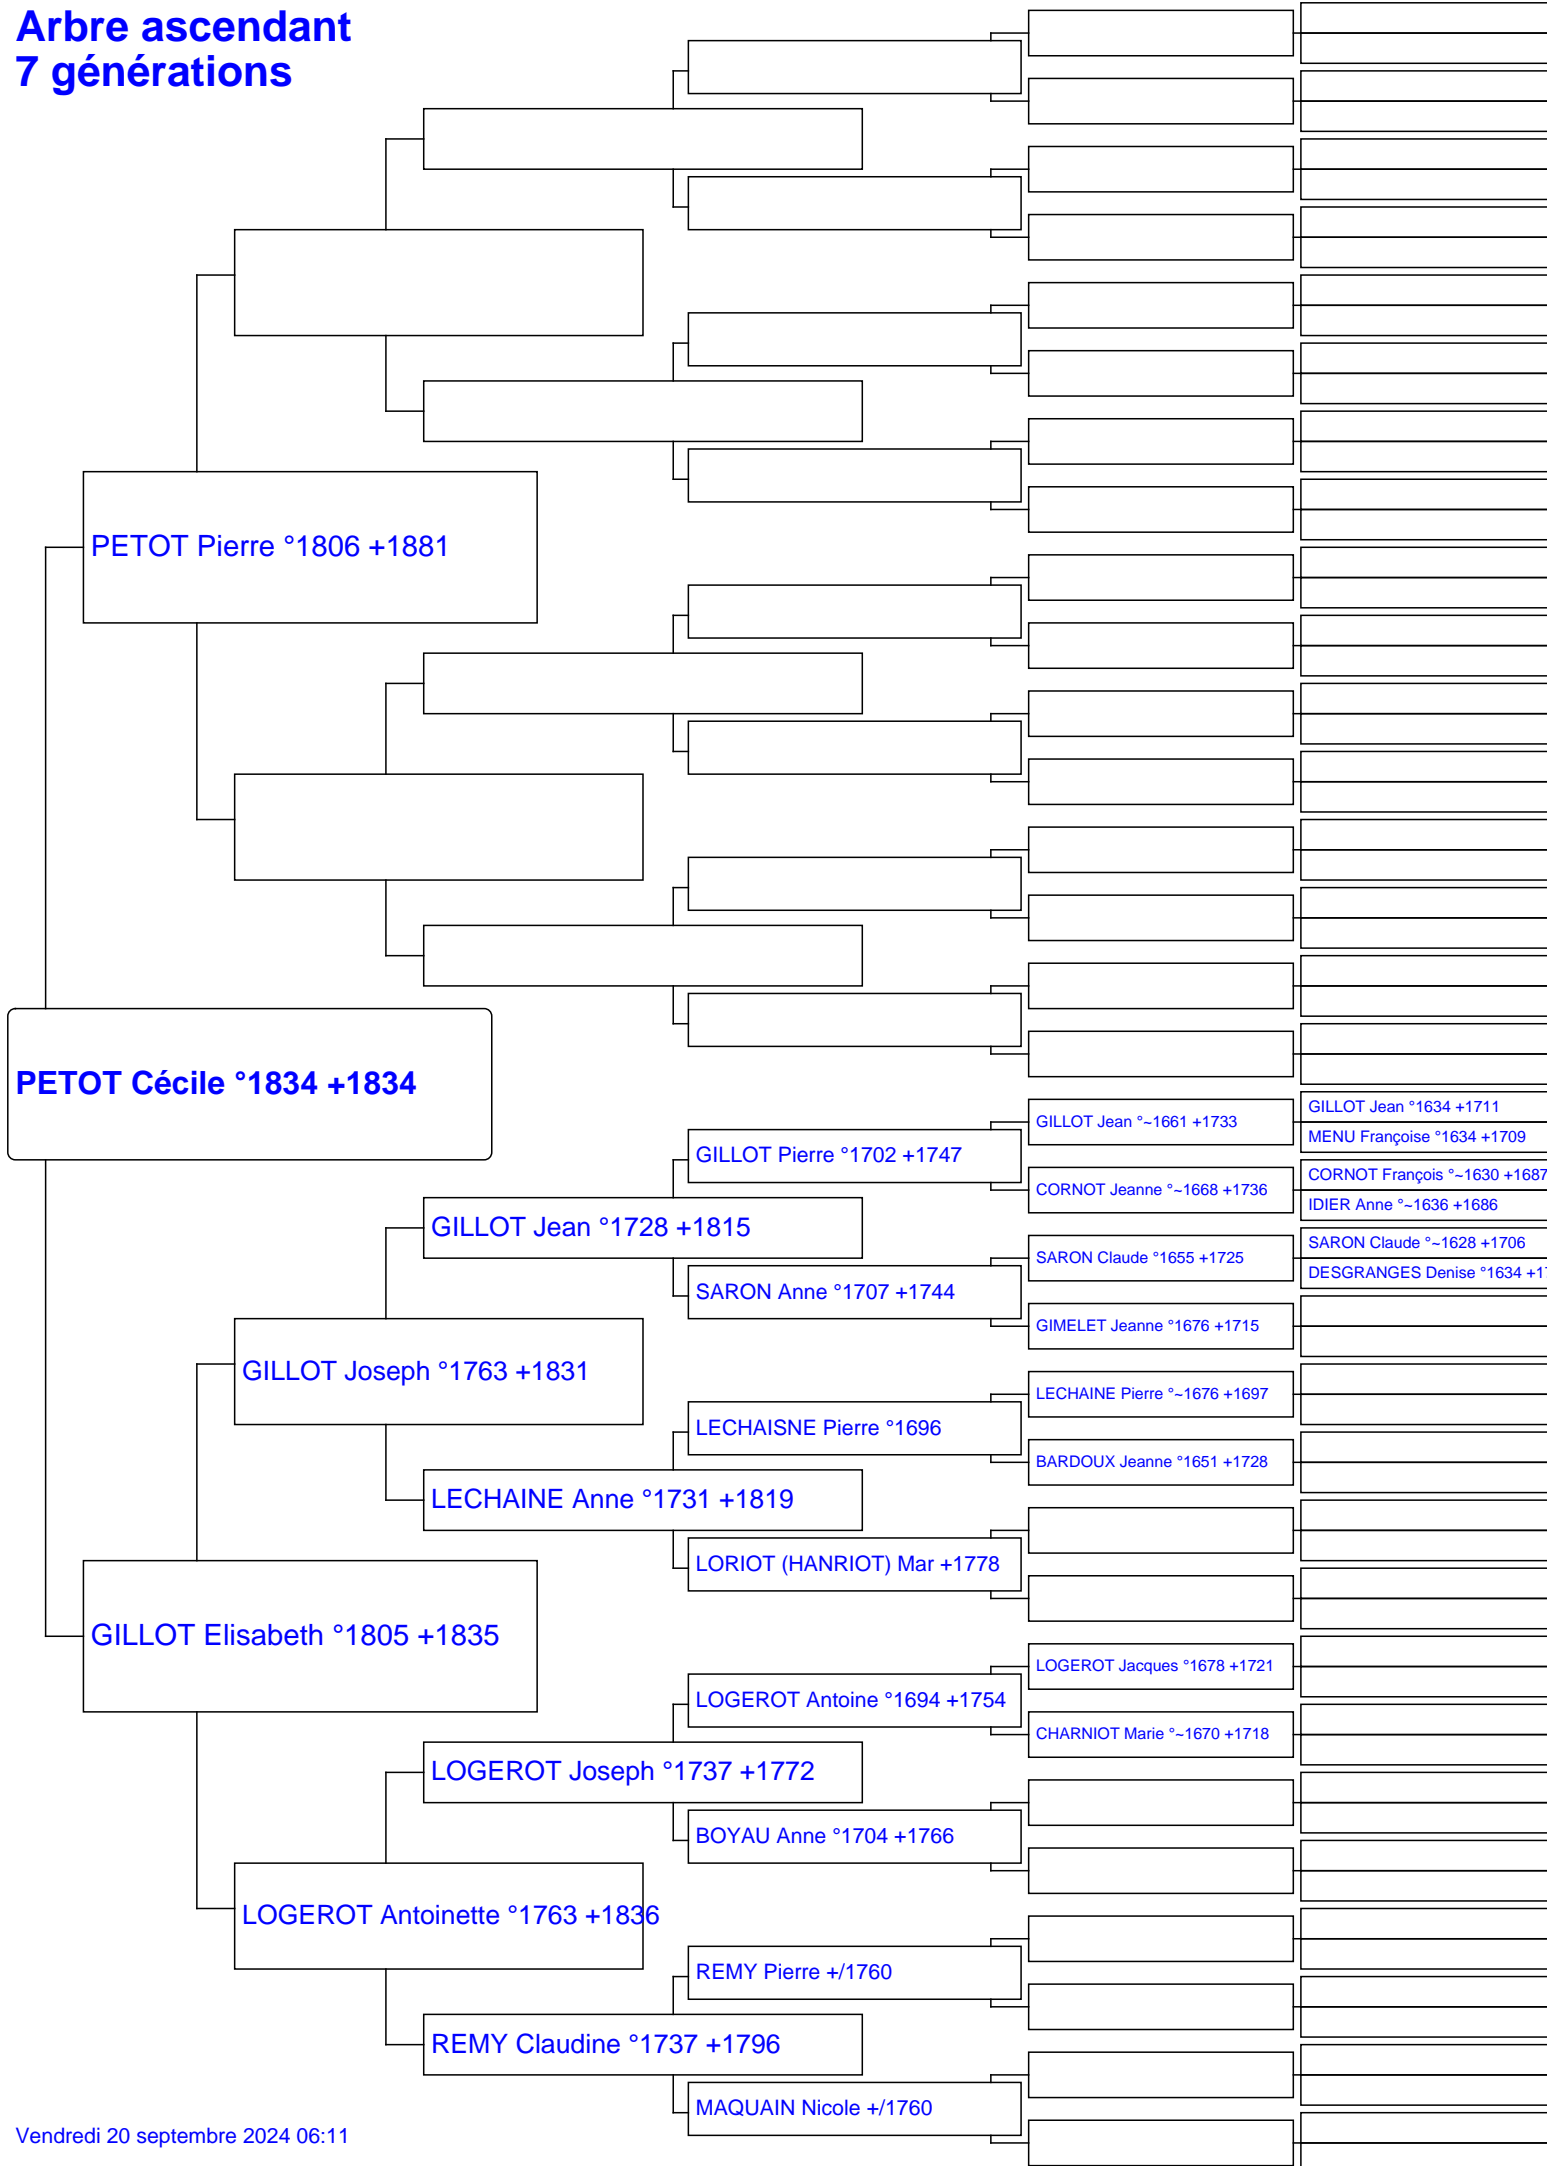 Arbre ascendant
7 générations
PETOT Pierre °1806 +1881
PETOT Cécile °1834 +1834
GILLOT Jean °~1661 +1733
GILLOT Jean °1634 +1711
MENU Françoise °1634 +1709
GILLOT Pierre °1702 +1747
CORNOT Jeanne °~1668 +1736
CORNOT François °~1630 +1687
IDIER Anne °~1636 +1686
GILLOT Jean °1728 +1815
SARON Claude °1655 +1725
SARON Claude °~1628 +1706
DESGRANGES Denise °1634
SARON Anne °1707 +1744
GIMELET Jeanne °1676 +1715
GILLOT Joseph °1763 +1831
LECHAINE Pierre °~1676 +1697
LECHAISNE Pierre °1696
BARDOUX Jeanne °1651 +1728
LECHAINE Anne °1731 +1819
LORIOT (HANRIOT) Mar +1778
GILLOT Elisabeth °1805 +1835
LOGEROT Jacques °1678 +1721
LOGEROT Antoine °1694 +1754
CHARNIOT Marie °~1670 +1718
LOGEROT Joseph °1737 +1772
BOYAU Anne °1704 +1766
LOGEROT Antoinette °1763 +1836
REMY Pierre +/1760
REMY Claudine °1737 +1796
MAQUAIN Nicole +/1760
Vendredi 20 septembre 2024 06:11